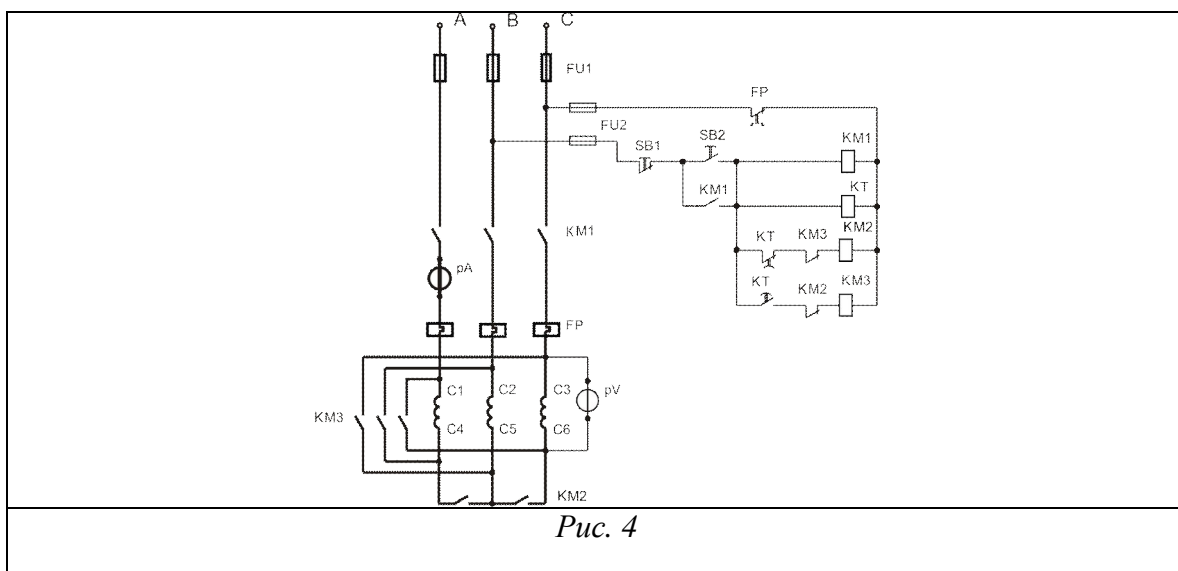 A B C
FU1
FP
FU2
SB1
SB2
KM1
KM1
KT
KM1
KT
KM3
KM2
pA
KT
KM2
KM3
FP
C1
C2
C3
pV
KM3
C4
C5
C6
KM2
Рис. 4